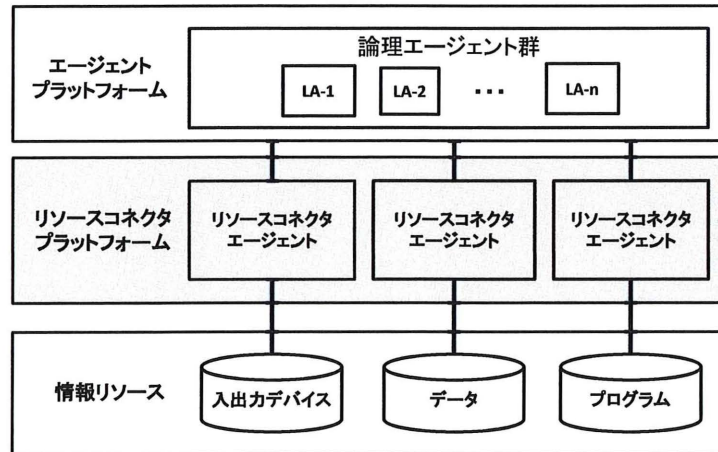 エージェント
プラットフォーム
論理エージェント群
LA-1
LA-2
・・・
LA-n
リソースコネクタ
プラットフォーム
リソースコネクタ
エージェント
リソースコネクタ
エージェント
リソースコネクタ
エージェント
情報リソース
入出力デバイス
データ
プログラム